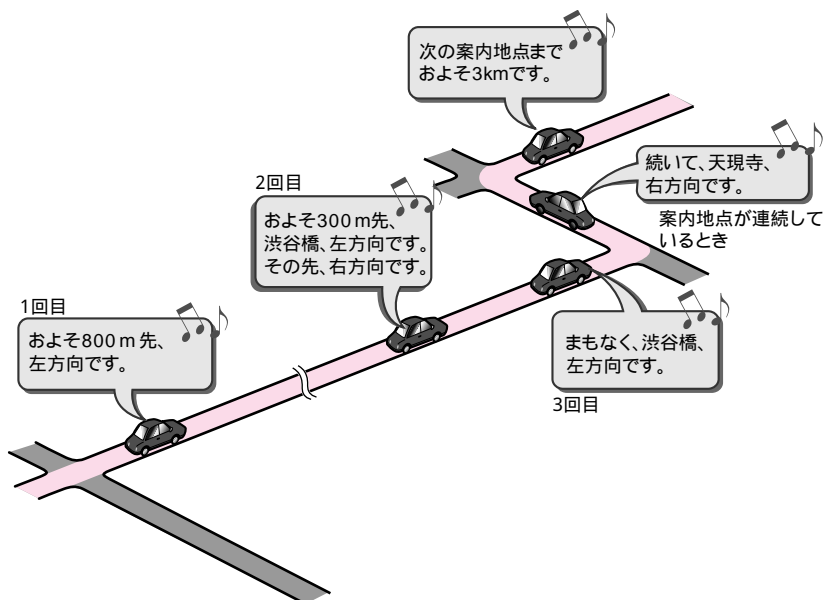 次の案内地点まで
およそ3kmです。
続いて、天現寺、
右方向です。
案内地点が連続して
いるとき
2回目
およそ300m先、
渋谷橋、左方向です。
その先、右方向です。
1回目
およそ800m先、
左方向です。
まもなく、渋谷橋、
左方向です。
3回目